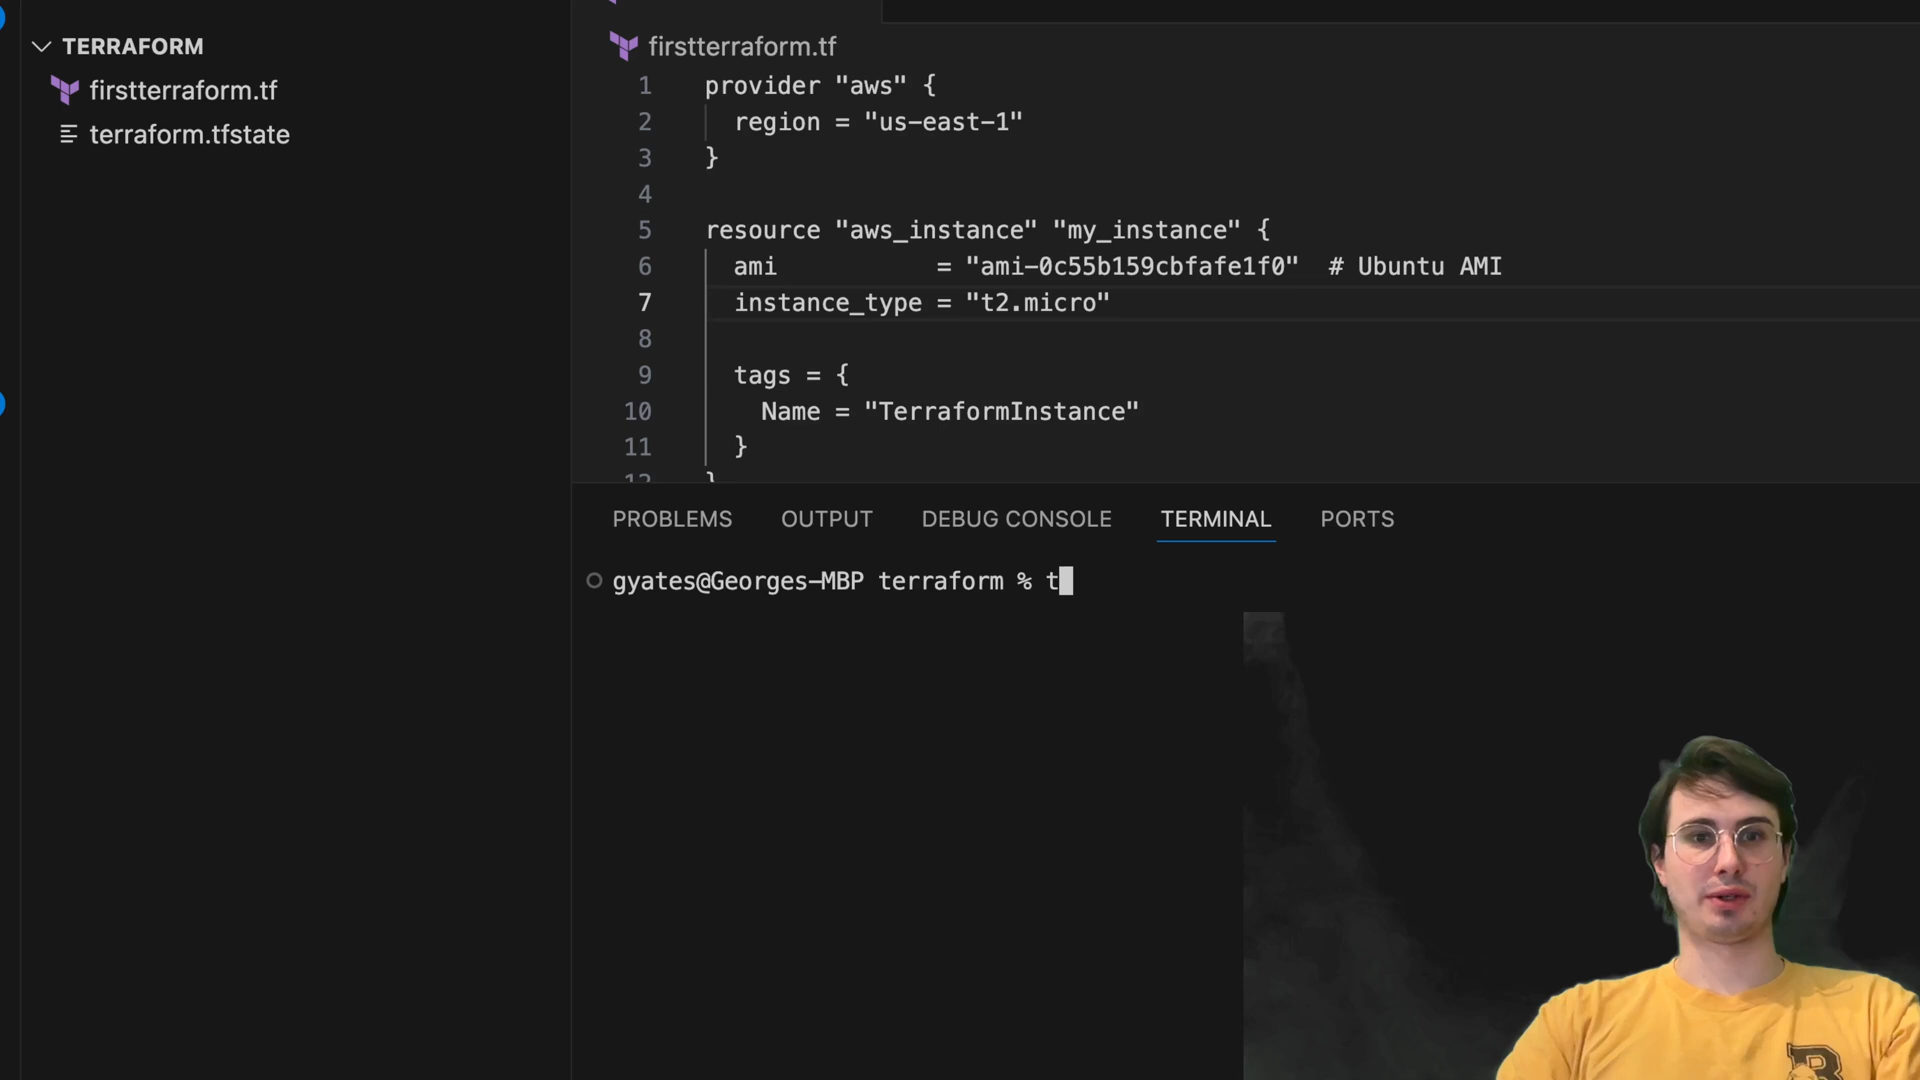 TERRAFORM
firstterraform.tf
terraform.tfstate
firstterraform.tf
1 provider "aws" {
2 region = "us-east-1"
3 }
4
5 resource "aws_instance" "my_instance" {
6 ami = "ami-0c55b159cbfafe1f0" # Ubuntu AMI
7 instance_type = "t2.micro"
8
9 tags = {
10 Name = "TerraformInstance"
11 }
12 }
PROBLEMS OUTPUT DEBUG CONSOLE TERMINAL PORTS
gyates@Georges-MBP terraform % t
B